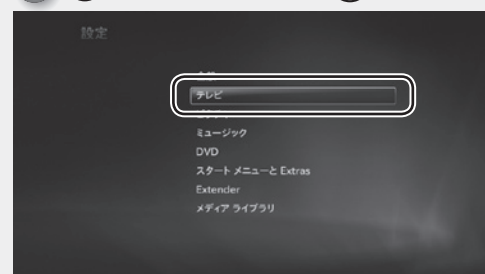 設定
テレビ
ミュージック
DVD
スタート メニューと Extras
Extender
メディア ライブラリ